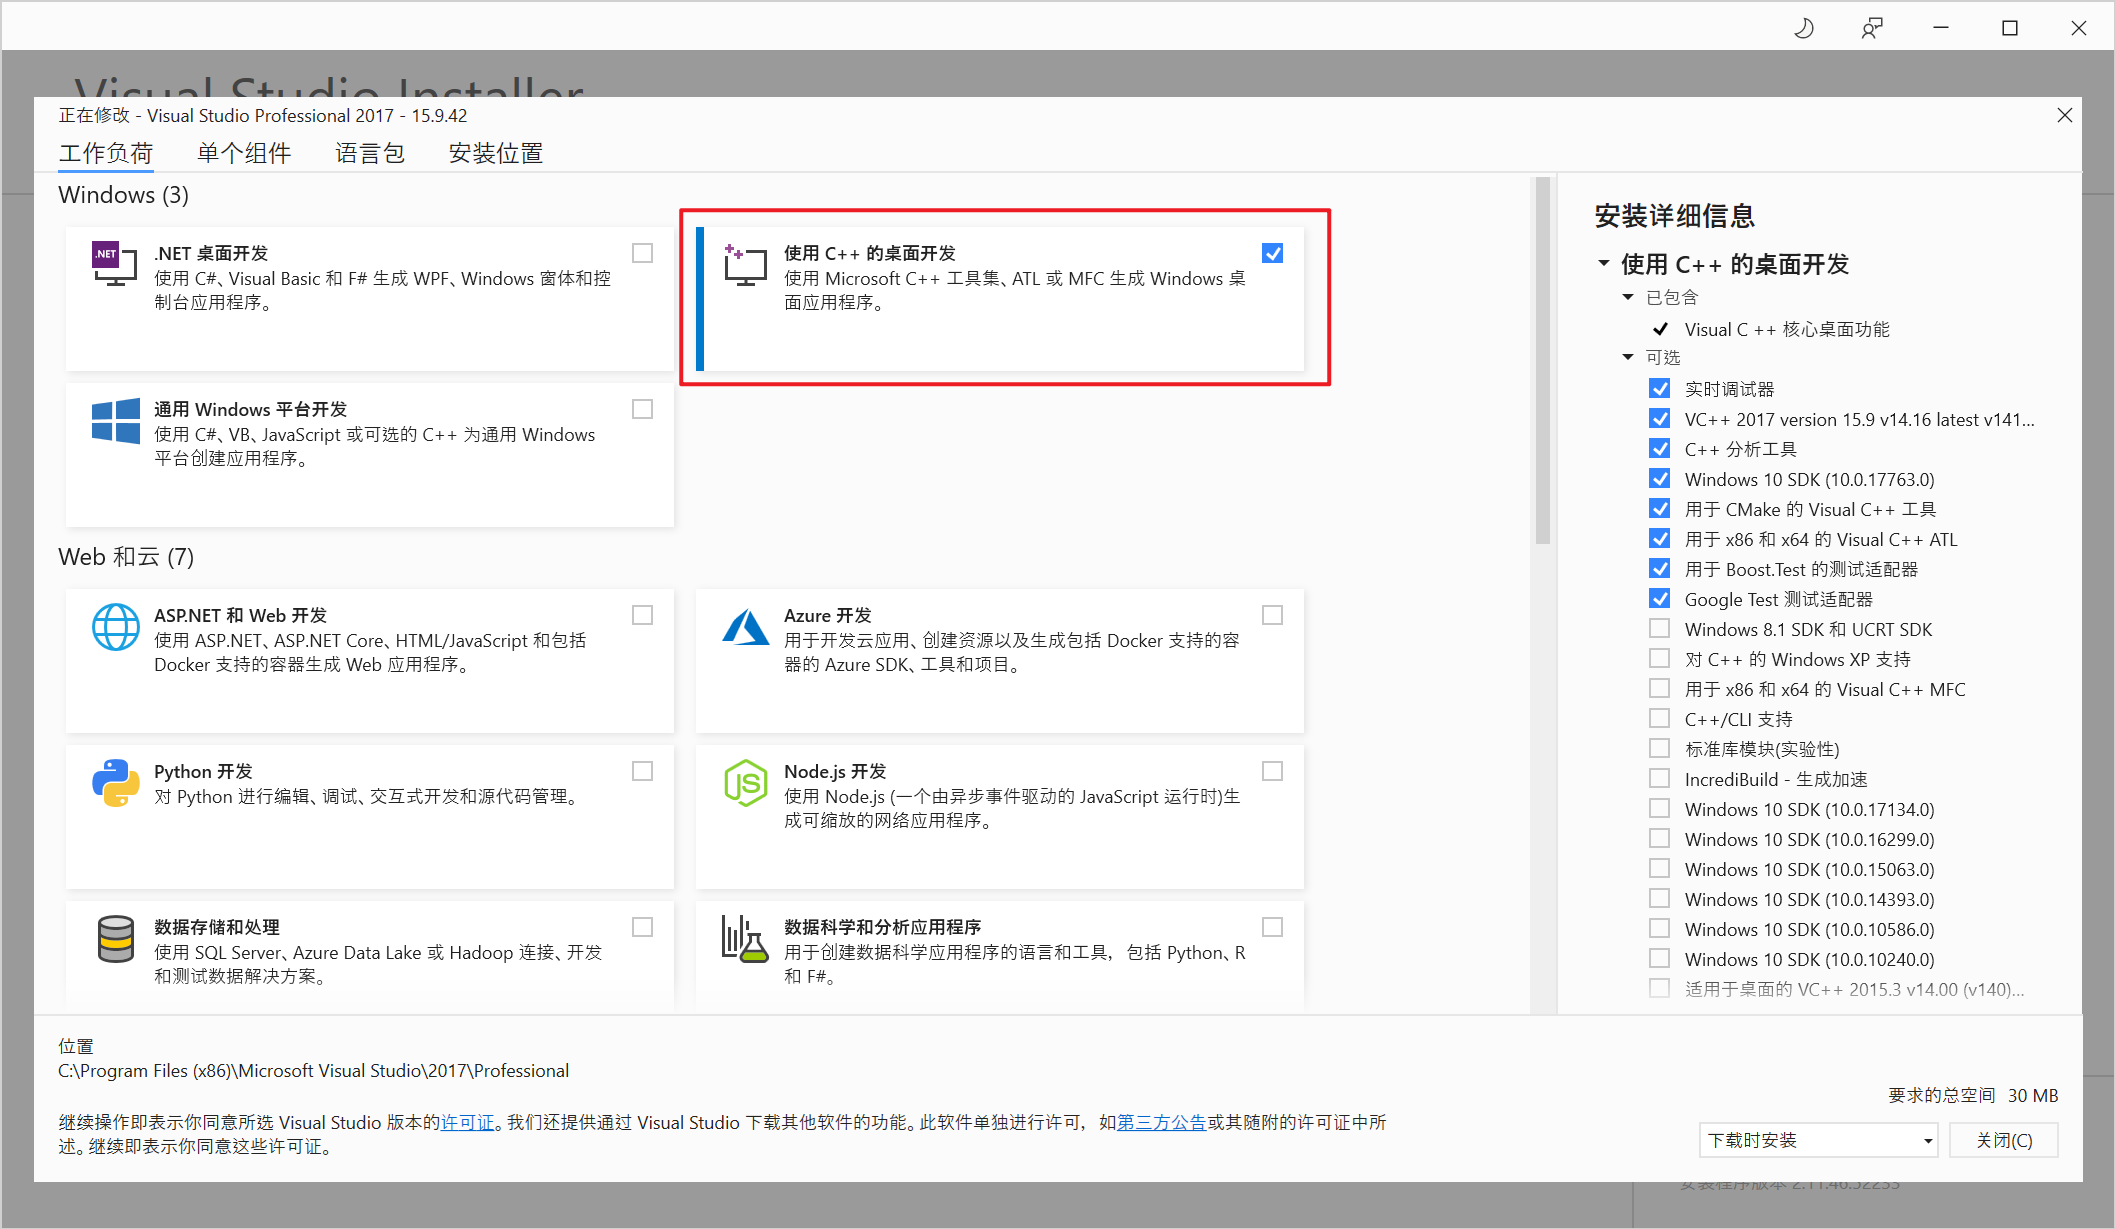 Visual Studio Installer
正在修改 - Visual Studio Professional 2017 - 15.9.42
工作负荷 单个组件 语言包 安装位置
Windows (3)
.NET
.NET 桌面开发
使用 C#、Visual Basic 和 F# 生成 WPF、Windows 窗体和控
制台应用程序。
使用 C++ 的桌面开发
使用 Microsoft C++ 工具集、ATL 或 MFC 生成 Windows 桌
面应用程序。
通用 Windows 平台开发
使用 C#、VB、JavaScript 或可选的 C++ 为通用 Windows
平台创建应用程序。
Web 和云 (7)
ASP.NET 和 Web 开发
使用 ASP.NET、ASP.NET Core、HTML/JavaScript 和包括
Docker 支持的容器生成 Web 应用程序。
Azure 开发
用于开发云应用、创建资源以及生成包括 Docker 支持的容
器的 Azure SDK、工具和项目。
Python 开发
对 Python 进行编辑、调试、交互式开发和源代码管理。
JS
Node.js 开发
使用 Node.js (一个由异步事件驱动的 JavaScript 运行时)生
成可缩放的网络应用程序。
数据存储和处理
使用 SQL Server、Azure Data Lake 或 Hadoop 连接、开发
和测试数据解决方案。
数据科学和分析应用程序
用于创建数据科学应用程序的语言和工具，包括 Python、R
和 F#。
安装详细信息
使用 C++ 的桌面开发
已包含
Visual C ++ 核心桌面功能
可选
实时调试器
VC++ 2017 version 15.9 v14.16 latest v141...
C++ 分析工具
Windows 10 SDK (10.0.17763.0)
用于 CMake 的 Visual C++ 工具
用于 x86 和 x64 的 Visual C++ ATL
用于 Boost.Test 的测试适配器
Google Test 测试适配器
Windows 8.1 SDK 和 UCRT SDK
对 C++ 的 Windows XP 支持
用于 x86 和 x64 的 Visual C++ MFC
C++/CLI 支持
标准库模块(实验性)
IncrediBuild - 生成加速
Windows 10 SDK (10.0.17134.0)
Windows 10 SDK (10.0.16299.0)
Windows 10 SDK (10.0.15063.0)
Windows 10 SDK (10.0.14393.0)
Windows 10 SDK (10.0.10586.0)
Windows 10 SDK (10.0.10240.0)
适用于桌面的 VC++ 2015.3 v14.00 (v140)...
位置
C:\Program Files (x86)\Microsoft Visual Studio\2017\Professional
要求的总空间 30 MB
继续操作即表示你同意所选 Visual Studio 版本的许可证。我们还提供通过 Visual Studio 下载其他软件的功能。此软件单独进行许可，如第三方公告或其随附的许可证中所
述。继续即表示你同意这些许可证。
下载时安装
关闭(C)
安装程序版本 2.11.46.52255